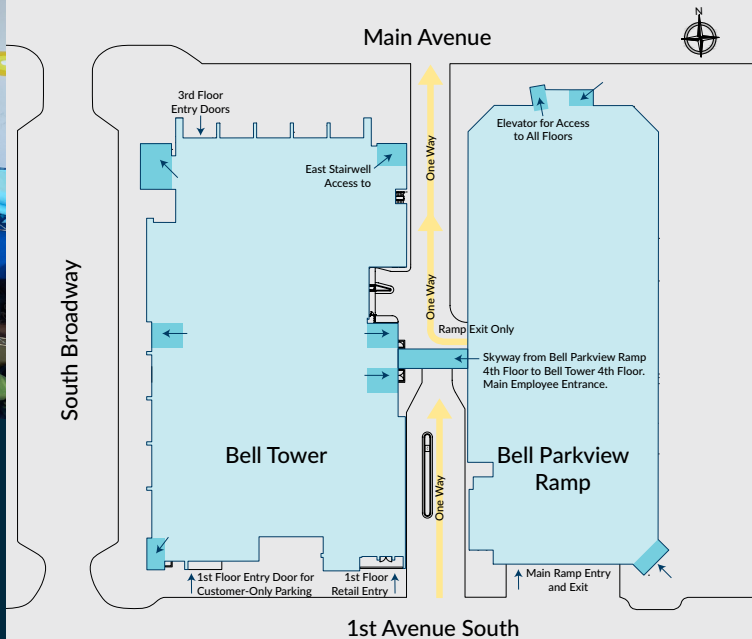 Main Avenue
3rd Floor
Entry Doors
Elevator for Access
to All Floors
East Stairwell
Access to
One Way
One Way
Ramp Exit Only
Skyway from Bell Parkview Ramp
4th Floor to Bell Tower 4th Floor.
Main Employee Entrance.
South Broadway
Bell Tower
Bell Parkview
Ramp
One Way
1st Floor Entry Door for
Customer-Only Parking
1st Floor
Retail Entry
Main Ramp Entry
and Exit
1st Avenue South